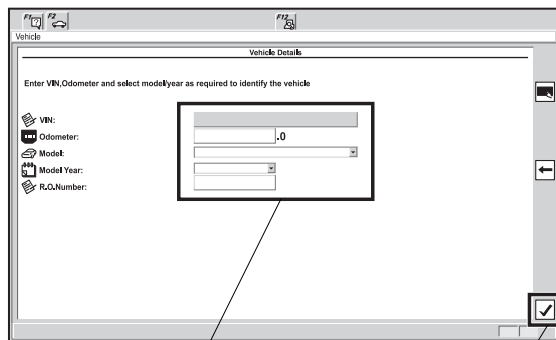 F1 F2 F12
Vehicle
Vehicle Details
Enter VIN,Odometer and select model/year as required to identify the vehicle
VIN:
Odometer: .0
Model:
Model Year:
R.O.Number: